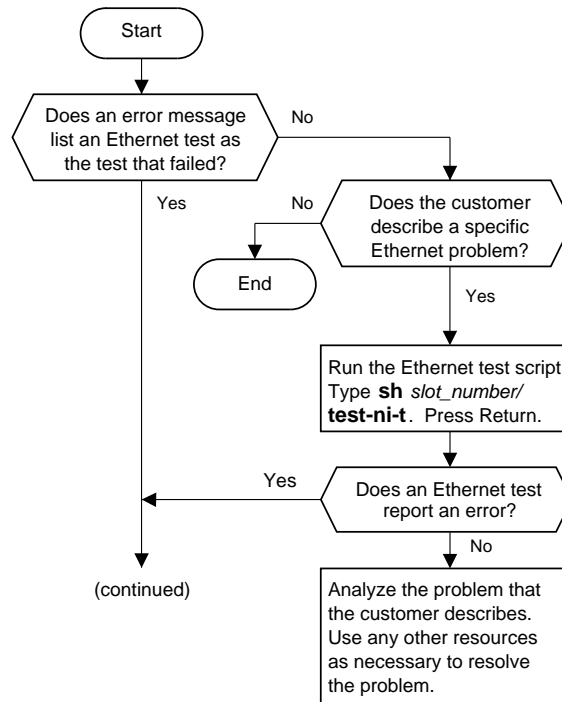 Start
Does an error message
list an Ethernet test as
the test that failed?
No
Yes
Does the customer
describe a specific
Ethernet problem?
No
End
Yes
Run the Ethernet test script
Type sh slot_number/
test-ni-t. Press Return.
Does an Ethernet test
report an error?
Yes
No
(continued)
Analyze the problem that
the customer describes.
Use any other resources
as necessary to resolve
the problem.